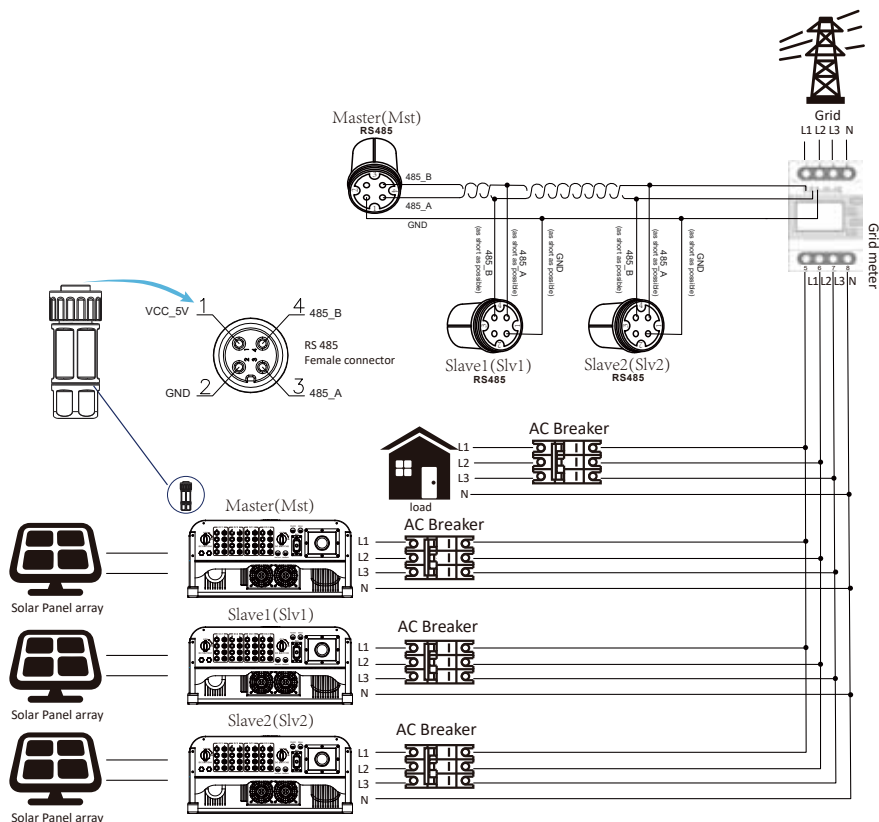 Grid
L1 L2 L3 N
Master(Mst)
RS485
485_B
485_A
GND
Grid meter
5 6 7 8
L1 L2 L3 N
485_B
(as short as possible)
485_A
(as short as possible)
GND
(as short as possible)
485_B
(as short as possible)
485_A
(as short as possible)
GND
(as short as possible)
Slave1(Slv1)
RS485
Slave2(Slv2)
RS485
VCC_5V
1
4
485_B
RS 485
Female connector
GND
2
3
485_A
AC Breaker
L1
L2
L3
N
load
Master(Mst)
AC Breaker
L1
L2
L3
N
Solar Panel array
Slave1(Slv1)
AC Breaker
L1
L2
L3
N
Solar Panel array
Slave2(Slv2)
AC Breaker
L1
L2
L3
N
Solar Panel array